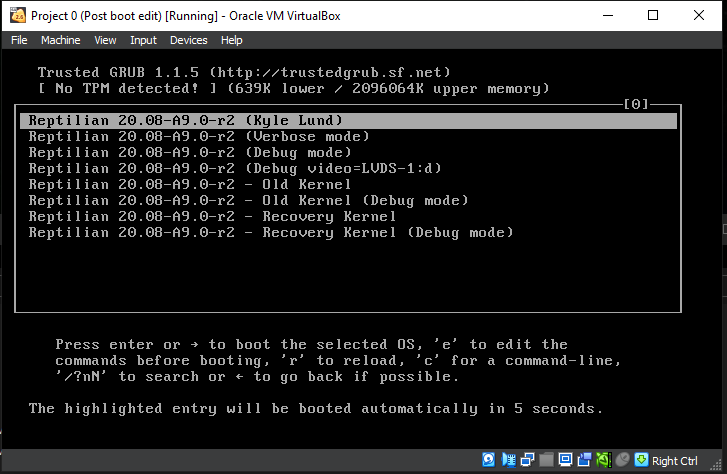 Project 0 (Post boot edit) [Running] - Oracle VM VirtualBox
File Machine View Input Devices Help
Trusted GRUB 1.1.5 (http://trustedgrub.sf.net)
[ No TPM detected! ] (639K lower / 2096064K upper memory)
[0]
Reptilian 20.08-A9.0-r2 (Kyle Lund)
Reptilian 20.08-A9.0-r2 (Verbose mode)
Reptilian 20.08-A9.0-r2 (Debug mode)
Reptilian 20.08-A9.0-r2 (Debug video=LVDS-1:d)
Reptilian 20.08-A9.0-r2 - Old Kernel
Reptilian 20.08-A9.0-r2 - Old Kernel (Debug mode)
Reptilian 20.08-A9.0-r2 - Recovery Kernel
Reptilian 20.08-A9.0-r2 - Recovery Kernel (Debug mode)
Press enter or → to boot the selected OS, 'e' to edit the
commands before booting, 'r' to reload, 'c' for a command-line,
'/?nN' to search or ← to go back if possible.
The highlighted entry will be booted automatically in 5 seconds.
Right Ctrl